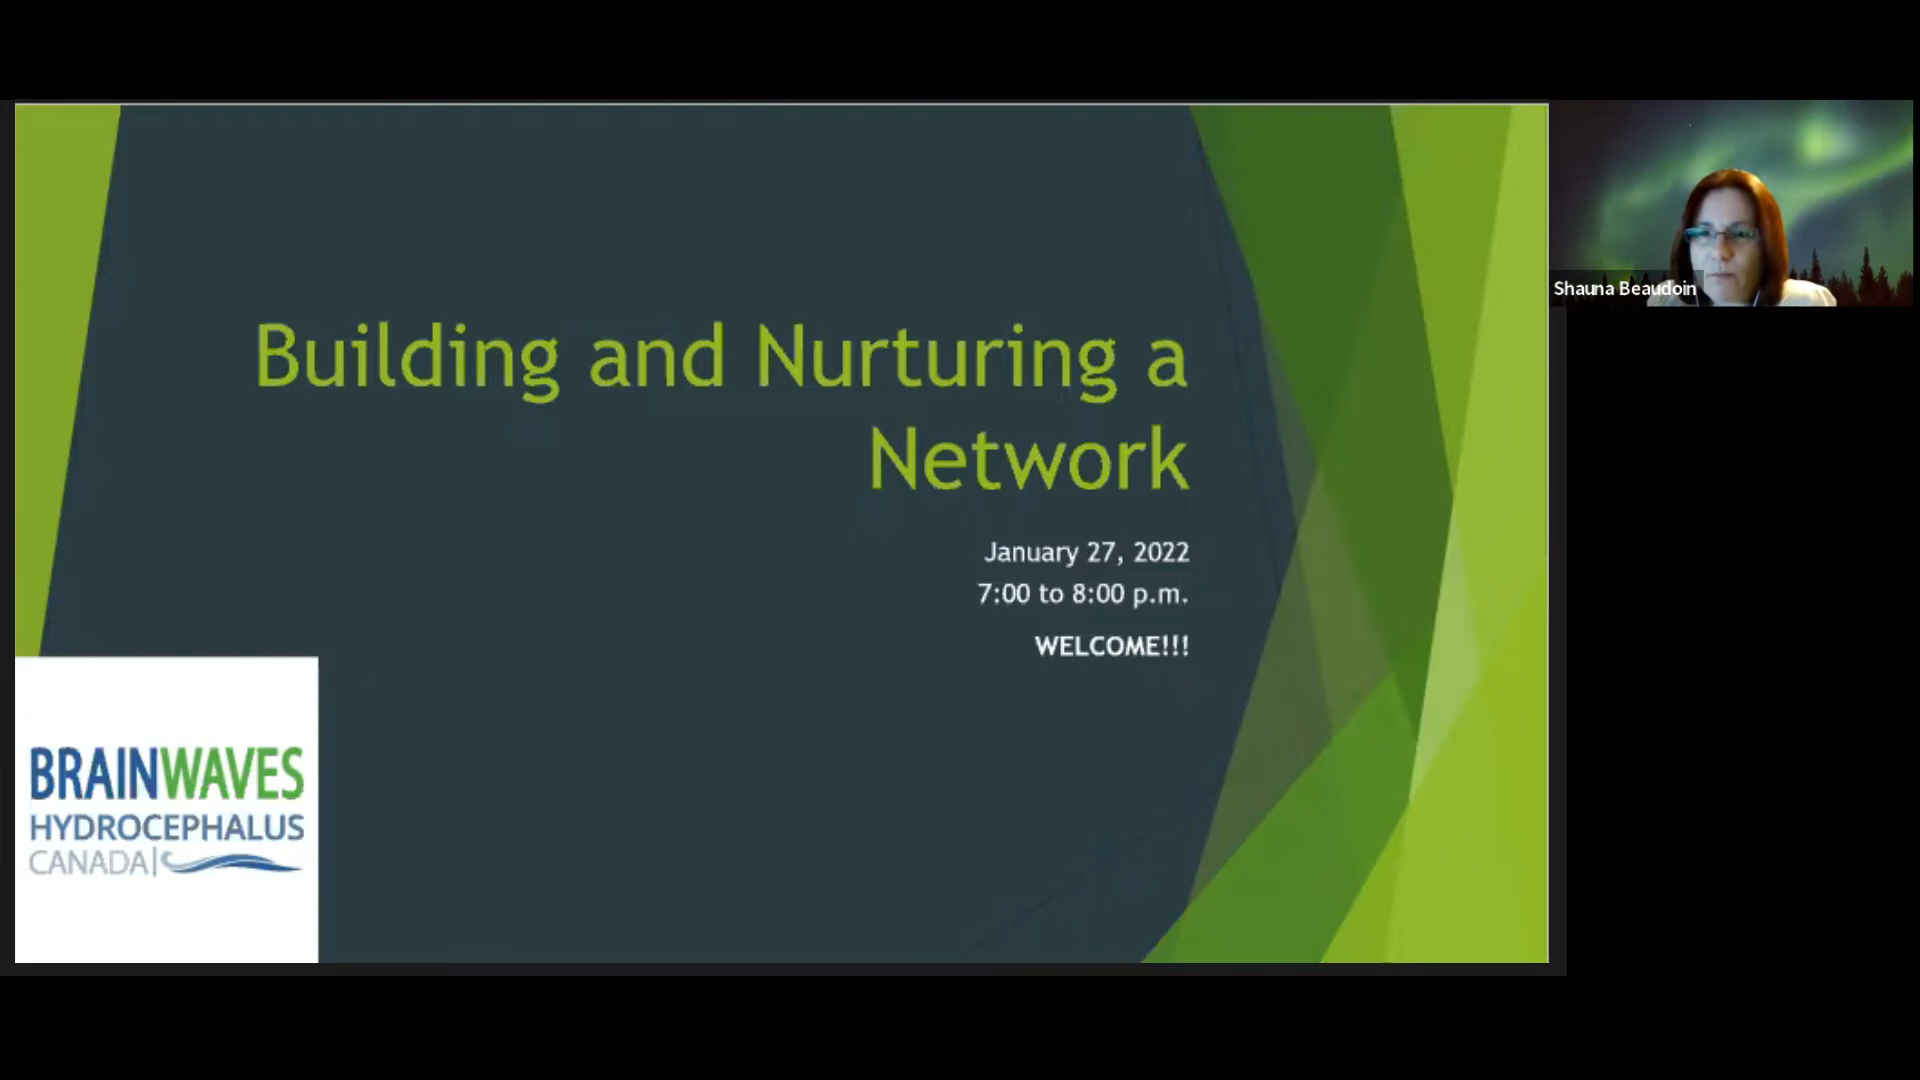 Building and Nurturing a
Network
January 27, 2022
7:00 to 8:00 p.m.
WELCOME!!!
BRAINWAVES
HYDROCEPHALUS
CANADA
Shauna Beaudoin